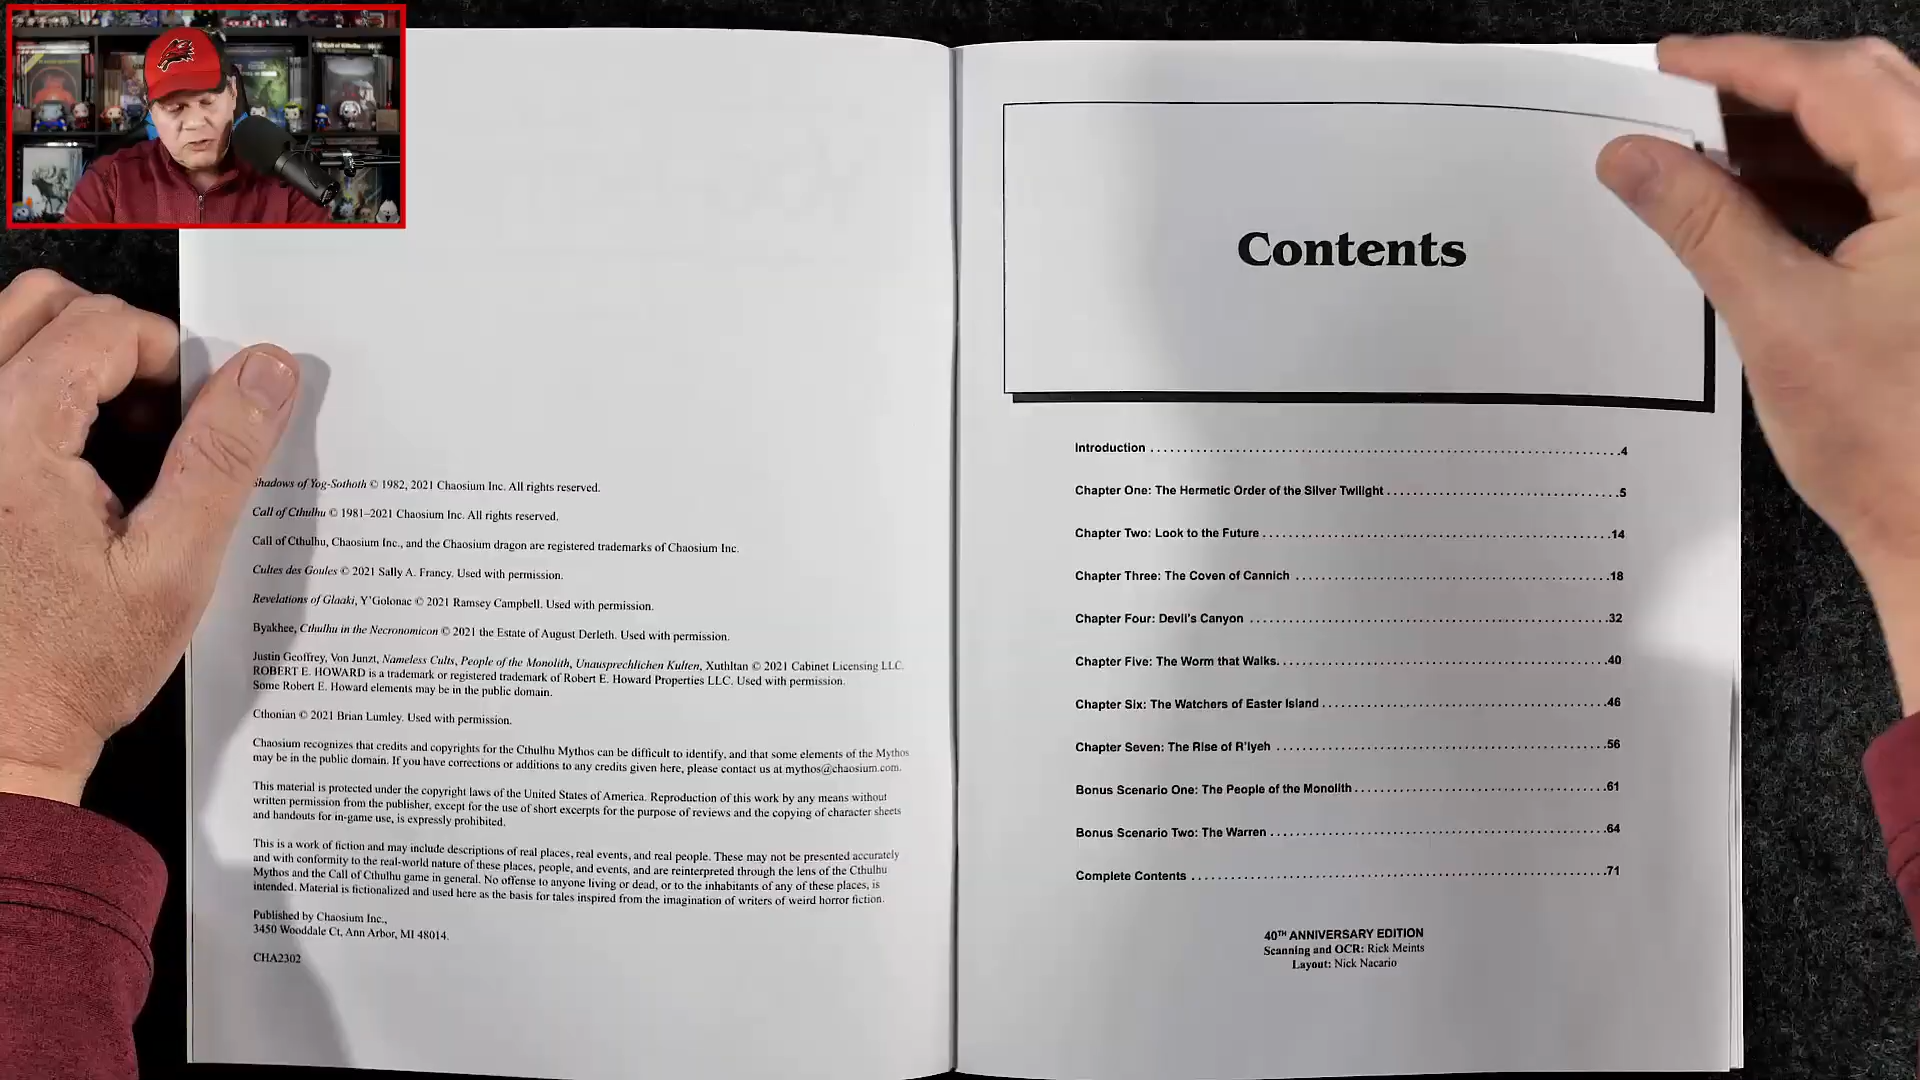 Shadows of Yog-Sothoth © 1982, 2021 Chaosium Inc. All rights reserved.
Call of Cthulhu © 1981–2021 Chaosium Inc. All rights reserved.
Call of Cthulhu, Chaosium Inc., and the Chaosium dragon are registered trademarks of Chaosium Inc.
Cultes des Goules © 2021 Sally A. Francy. Used with permission.
Revelations of Glaaki, Y'Golonac © 2021 Ramsey Campbell. Used with permission.
Byakhee, Cthulhu in the Necronomicon © 2021 the Estate of August Derleth. Used with permission.
Justin Geoffrey, Von Junzt, Nameless Cults, People of the Monolith, Unausprechlichen Kulten, Xuthltan © 2021 Cabinet Licensing LLC.
ROBERT E. HOWARD is a trademark or registered trademark of Robert E. Howard Properties LLC. Used with permission.
Some Robert E. Howard elements may be in the public domain.
Cthonian © 2021 Brian Lumley. Used with permission.
Chaosium recognizes that credits and copyrights for the Cthulhu Mythos can be difficult to identify, and that some elements of the Mythos
may be in the public domain. If you have corrections or additions to any credits given here, please contact us at mythos@chaosium.com.
This material is protected under the copyright laws of the United States of America. Reproduction of this work by any means without
written permission from the publisher, except for the use of short excerpts for the purpose of reviews and the copying of character sheets
and handouts for in-game use, is expressly prohibited.
This is a work of fiction and may include descriptions of real places, real events, and real people. These may not be presented accurately
and with conformity to the real-world nature of these places, people, and events, and are reinterpreted through the lens of the Cthulhu
Mythos and the Call of Cthulhu game in general. No offense to anyone living or dead, or to the inhabitants of any of these places, is
intended. Material is fictionalized and used here as the basis for tales inspired from the imagination of writers of weird horror fiction.
Published by Chaosium Inc.,
3450 Wooddale Ct, Ann Arbor, MI 48014.
CHA2302
Contents
Introduction . . . . . . . . . . 4
Chapter One: The Hermetic Order of the Silver Twilight . . . . . . . . . . 5
Chapter Two: Look to the Future . . . . . . . . . . 14
Chapter Three: The Coven of Cannich . . . . . . . . . . 18
Chapter Four: Devil's Canyon . . . . . . . . . . 32
Chapter Five: The Worm that Walks. . . . . . . . . . . 40
Chapter Six: The Watchers of Easter Island . . . . . . . . . . 46
Chapter Seven: The Rise of R'lyeh . . . . . . . . . . 56
Bonus Scenario One: The People of the Monolith . . . . . . . . . . 61
Bonus Scenario Two: The Warren . . . . . . . . . . 64
Complete Contents . . . . . . . . . . 71
40TH ANNIVERSARY EDITION
Scanning and OCR: Rick Meints
Layout: Nick Nacario